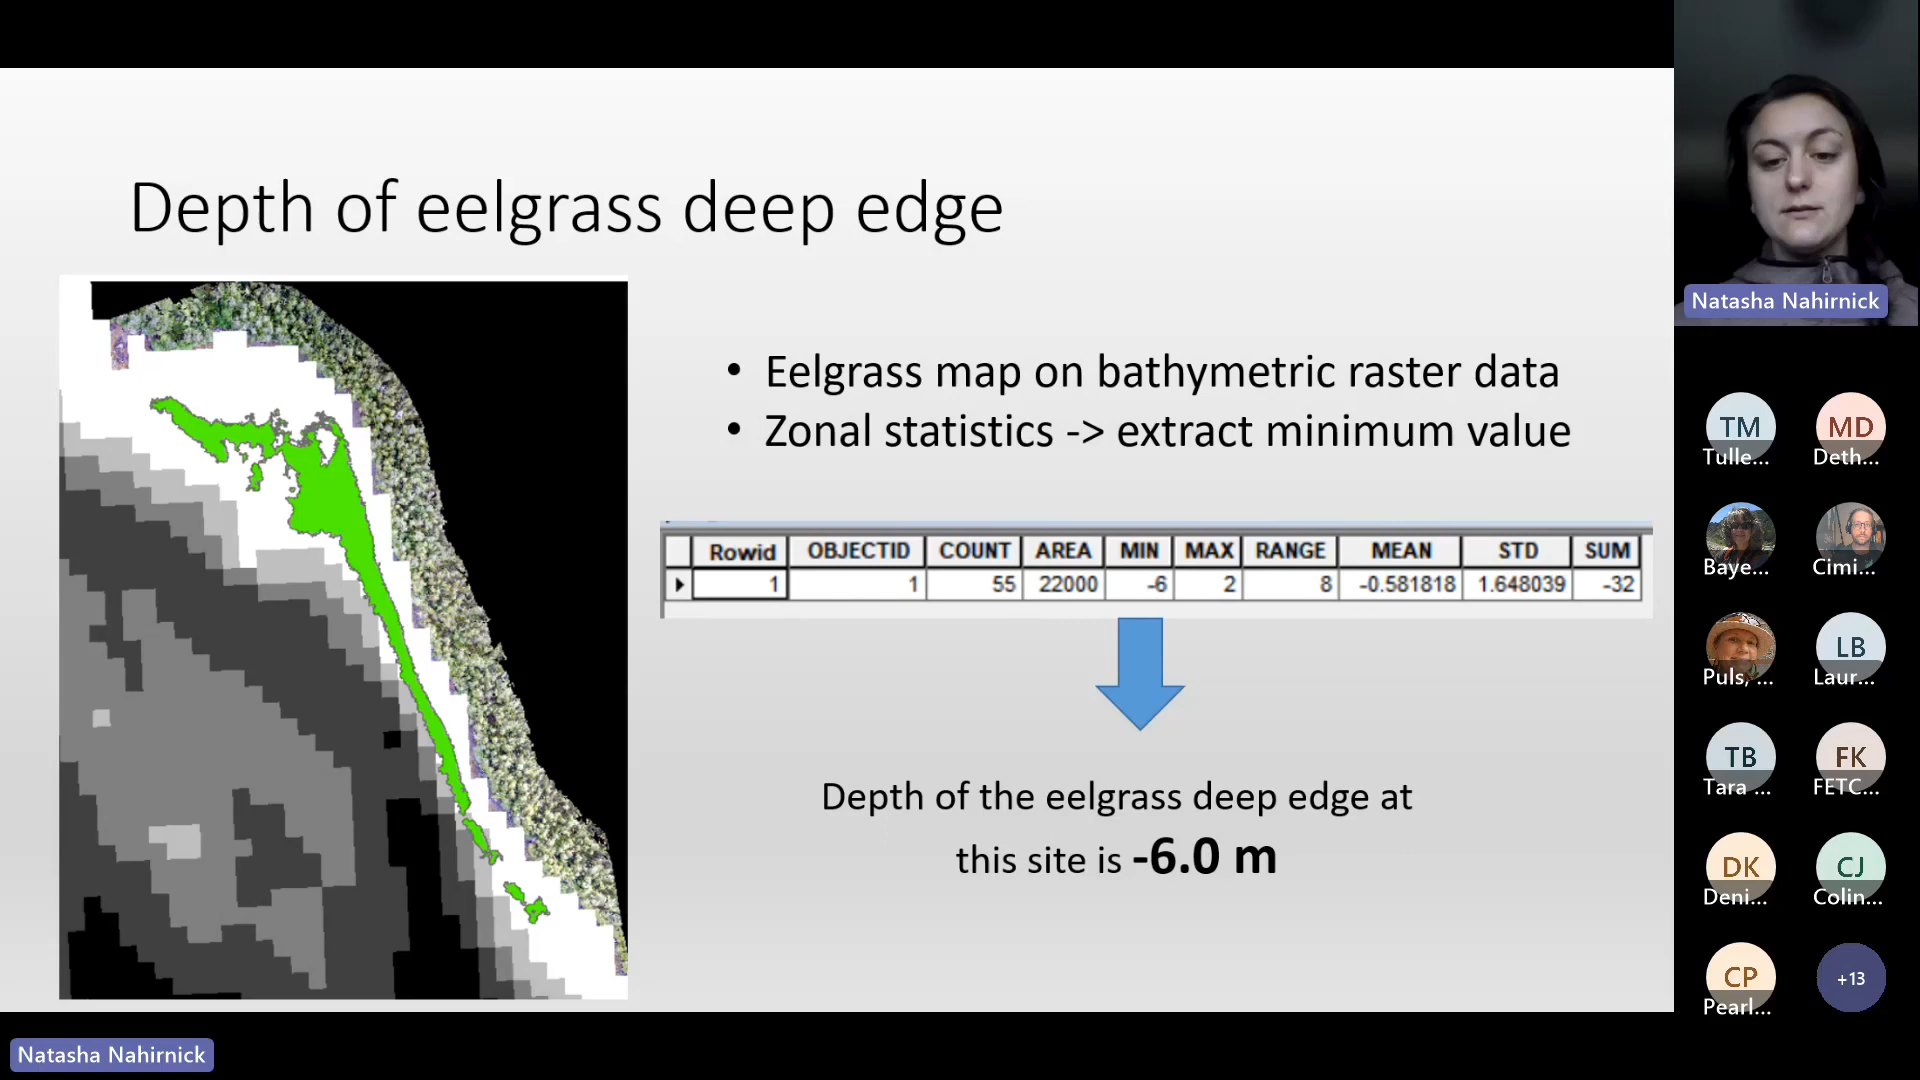 Depth of eelgrass deep edge
• Eelgrass map on bathymetric raster data
• Zonal statistics -> extract minimum value
Rowid OBJECTID COUNT AREA MIN MAX RANGE MEAN STD SUM
1 1 55 22000 -6 2 8 -0.581818 1.648039 -32
Depth of the eelgrass deep edge at
this site is -6.0 m
Natasha Nahirnick
TM MD
Tulle... Deth...
Baye... Cimi...
LB
Puls, ... Laur...
TB FK
Tara ... FETC...
DK CJ
Deni... Colin...
CP +13
Pearl...
Natasha Nahirnick